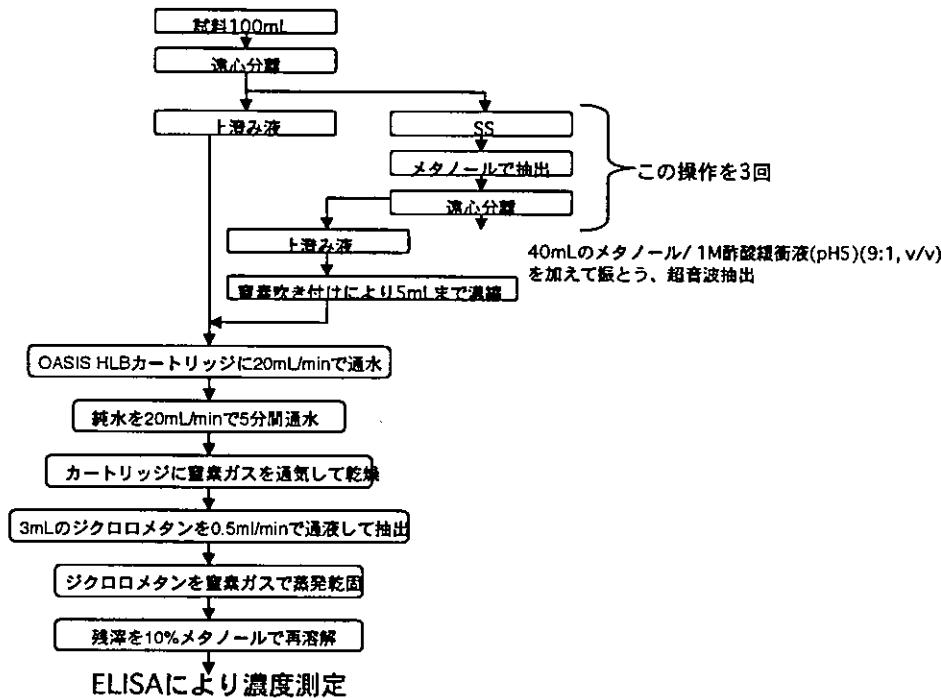 試料100mL
遠心分離
上澄み液
SS
メタノールで抽出
この操作を3回
遠心分離
上澄み液
40mLのメタノール/ 1M酢酸緩衝液(pH5)(9:1, v/v)
を加えて振とう、超音波抽出
窒素吹き付けにより5mLまで濃縮
OASIS HLBカートリッジに20mL/minで通水
純水を20mL/minで5分間通水
カートリッジに窒素ガスを通気して乾燥
3mLのジクロロメタンを0.5ml/minで通液して抽出
ジクロロメタンを窒素ガスで蒸発乾固
残滓を10%メタノールで再溶解
ELISAにより濃度測定